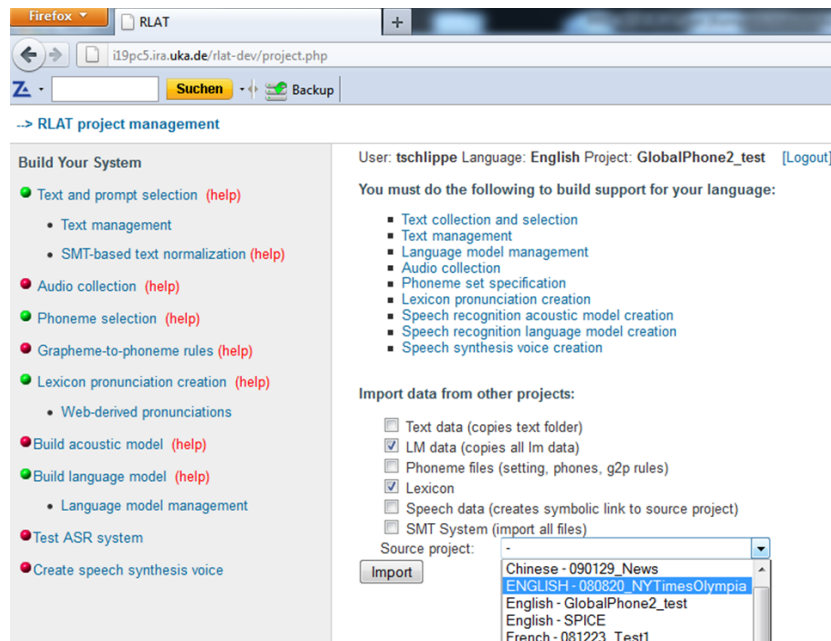 Firefox
RLAT
+
i19pc5.ira.uka.de/rlat-dev/project.php
Suchen
Backup
--> RLAT project management
Build Your System
Text and prompt selection (help)
Text management
SMT-based text normalization (help)
Audio collection (help)
Phoneme selection (help)
Grapheme-to-phoneme rules (help)
Lexicon pronunciation creation (help)
Web-derived pronunciations
Build acoustic model (help)
Build language model (help)
Language model management
Test ASR system
Create speech synthesis voice
User: tschlippe Language: English Project: GlobalPhone2_test [Logout]
You must do the following to build support for your language:
Text collection and selection
Text management
Language model management
Audio collection
Phoneme set specification
Lexicon pronunciation creation
Speech recognition acoustic model creation
Speech recognition language model creation
Speech synthesis voice creation
Import data from other projects:
Text data (copies text folder)
LM data (copies all lm data)
Phoneme files (setting, phones, g2p rules)
Lexicon
Speech data (creates symbolic link to source project)
SMT System (import all files)
Source project: -
Import
Chinese - 090129_News
ENGLISH - 080820_NYTimesOlympia
English - GlobalPhone2_test
English - SPICE
French - 081223_Test1